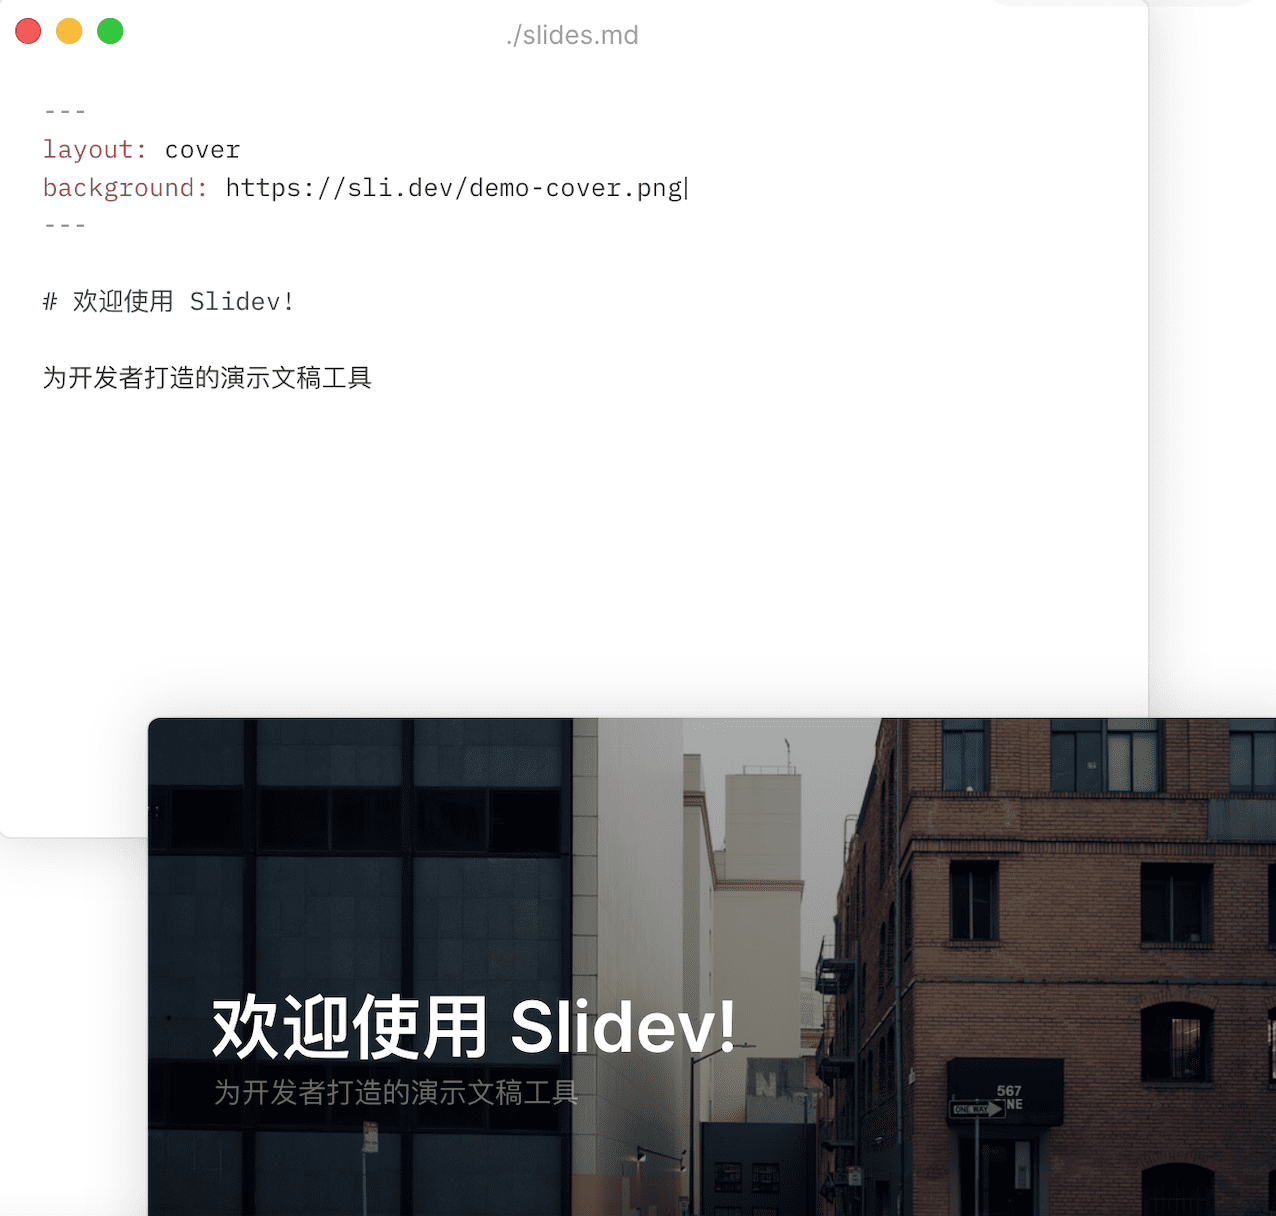 ./slides.md
---
layout: cover
background: https://sli.dev/demo-cover.png
---
# 欢迎使用 Slidev!
为开发者打造的演示文稿工具
欢迎使用 Slidev!
为开发者打造的演示文稿工具
567
NE
ONE WAY